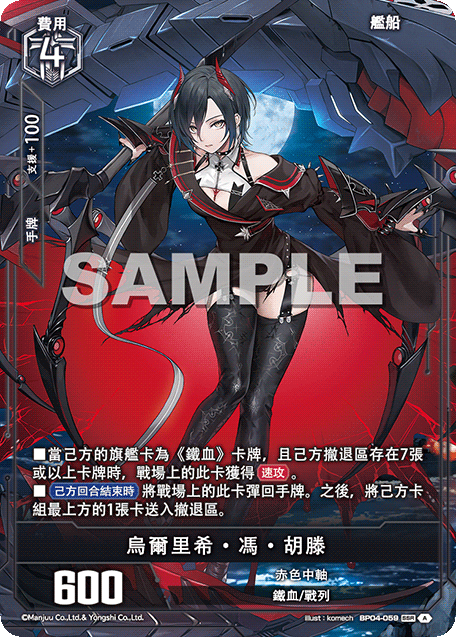 費用
艦船
4
支援+100
手牌
SAMPLE
■當己方的旗艦卡為《鐵血》卡牌，且己方撤退區存在7張
或以上卡牌時，戰場上的此卡獲得 速攻。
■ 己方回合結束時 將戰場上的此卡彈回手牌。之後，將己方卡
組最上方的1張卡送入撤退區。
烏爾里希・馮・胡滕
600
赤色中軸
鐵血/戰列
©Manjuu Co.,Ltd.& Yongshi Co.,Ltd.
illust : komech BP04-059 SSR A